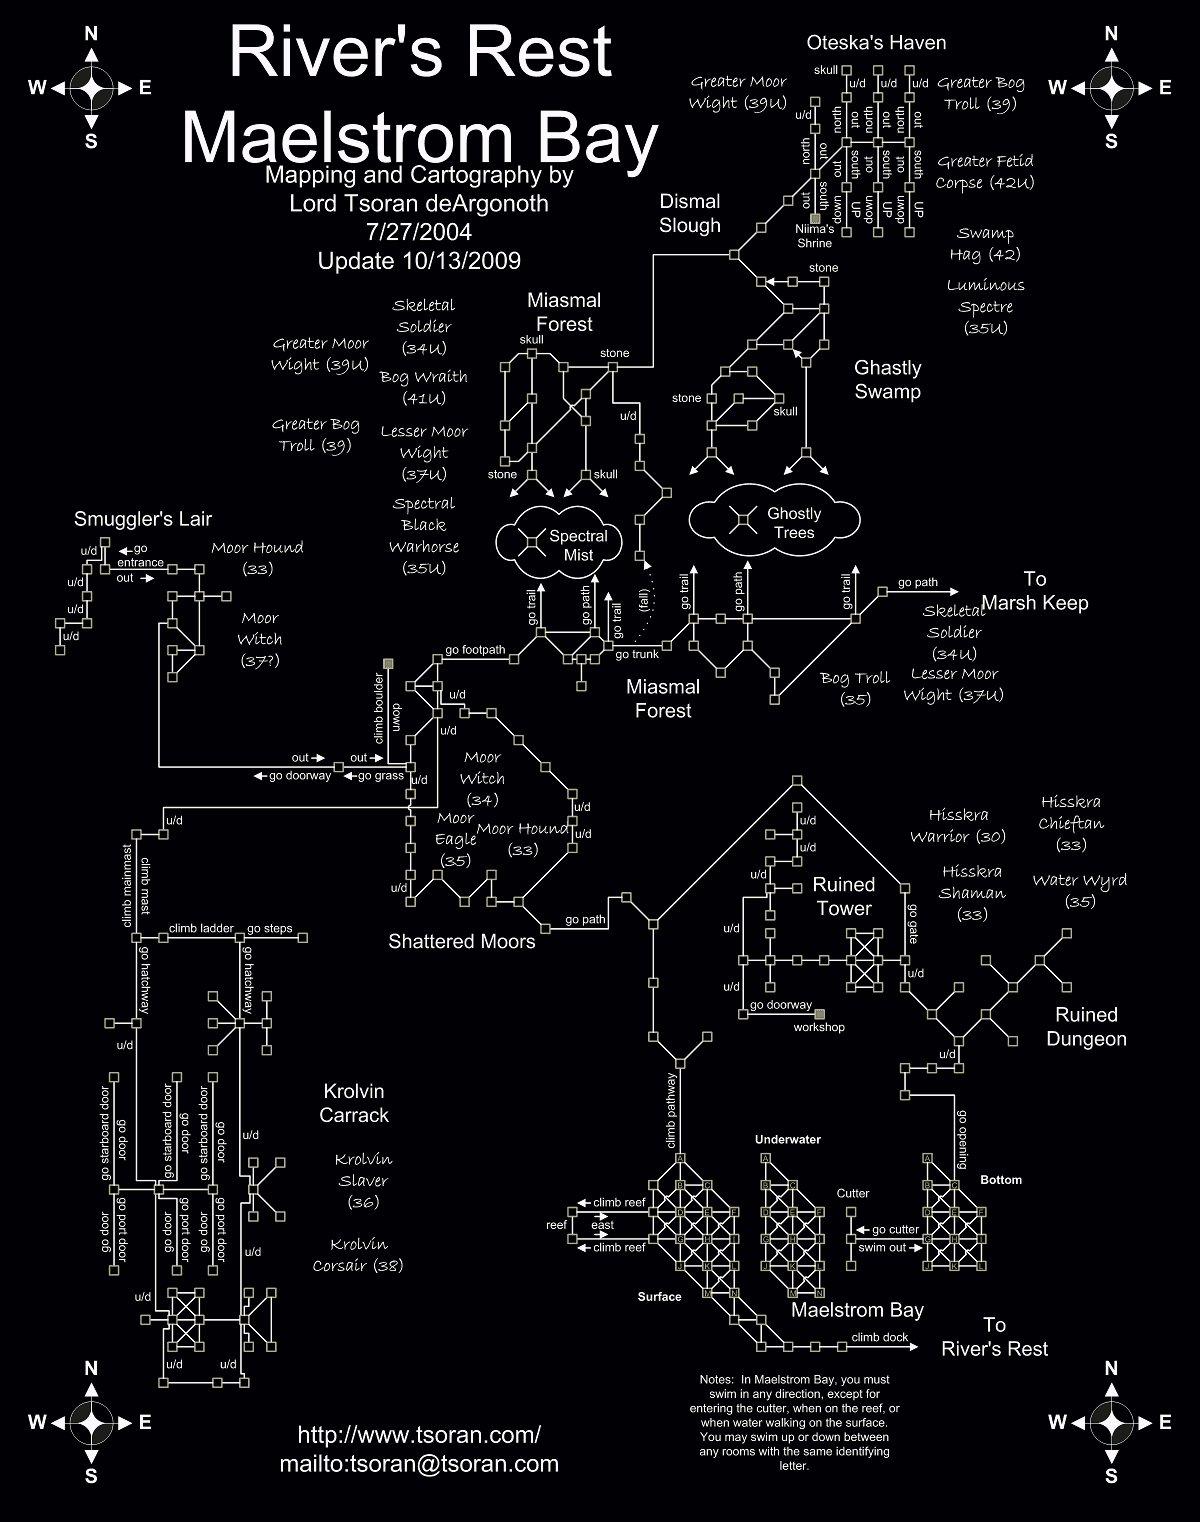 N
W E
S
River's Rest
Maelstrom Bay
Mapping and Cartography by
Lord Tsoran deArgonoth
7/27/2004
Update 10/13/2009
N
W E
S
Oteska's Haven
Greater Moor
Wight (39U)
Greater Bog
Troll (39)
Greater Fetid
Corpse (42U)
Swamp
Hag (42)
Luminous
Spectre
(35U)
skull
u/d
u/d
u/d
u/d
north
out
north
out
north
out
north
out
out
south
out
south
out
south
out
south
down
UP
down
UP
down
UP
Niima's
Shrine
Dismal
Slough
stone
Ghastly
Swamp
stone
skull
Miasmal
Forest
skull
stone
u/d
stone
skull
Skeletal
Soldier
(34U)
Greater Moor
Wight (39U)
Bog Wraith
(41U)
Greater Bog
Troll (39)
Lesser Moor
Wight
(37U)
Spectral
Black
Warhorse
(35U)
Spectral
Mist
Ghostly
Trees
Smuggler's Lair
u/d
go
entrance
out
u/d
u/d
u/d
Moor Hound
(33)
Moor
Witch
(37?)
go trail
go path
go trail
(fall)
go trail
go path
go trail
go path
To
Marsh Keep
Skeletal
Soldier
(34U)
Bog Troll
(35)
Lesser Moor
Wight (37U)
go footpath
go trunk
Miasmal
Forest
climb boulder
down
u/d
u/d
out
out
go doorway
go grass
u/d
Moor
Witch
(34)
Moor
Eagle
(35)
Moor Hound
(33)
u/d
u/d
u/d
u/d
go path
Shattered Moors
climb mainmast
climb mast
climb ladder
go steps
go hatchway
go hatchway
u/d
go starboard door
go door
go starboard door
go door
go starboard door
go door
go door
go port door
go door
go port door
go door
go port door
u/d
u/d
u/d
u/d
u/d
Krolvin
Carrack
Krolvin
Slaver
(36)
Krolvin
Corsair (38)
u/d
u/d
u/d
Ruined
Tower
u/d
u/d
go doorway
workshop
go gate
u/d
Hisskra
Warrior (30)
Hisskra
Chieftan
(33)
Hisskra
Shaman
(33)
Water Wyrd
(35)
Ruined
Dungeon
u/d
go opening
climb pathway
Underwater
Bottom
Cutter
climb reef
reef
east
climb reef
go cutter
swim out
A
B C
D E F
G H I
J K L
M N
A
B C
D E F
G H I
J K L
M N
A
B C
D E F
G H I
J K L
Surface
Maelstrom Bay
climb dock
To
River's Rest
Notes: In Maelstrom Bay, you must
swim in any direction, except for
entering the cutter, when on the reef, or
when water walking on the surface.
You may swim up or down between
any rooms with the same identifying
letter.
N
W E
S
http://www.tsoran.com/
mailto:tsoran@tsoran.com
N
W E
S